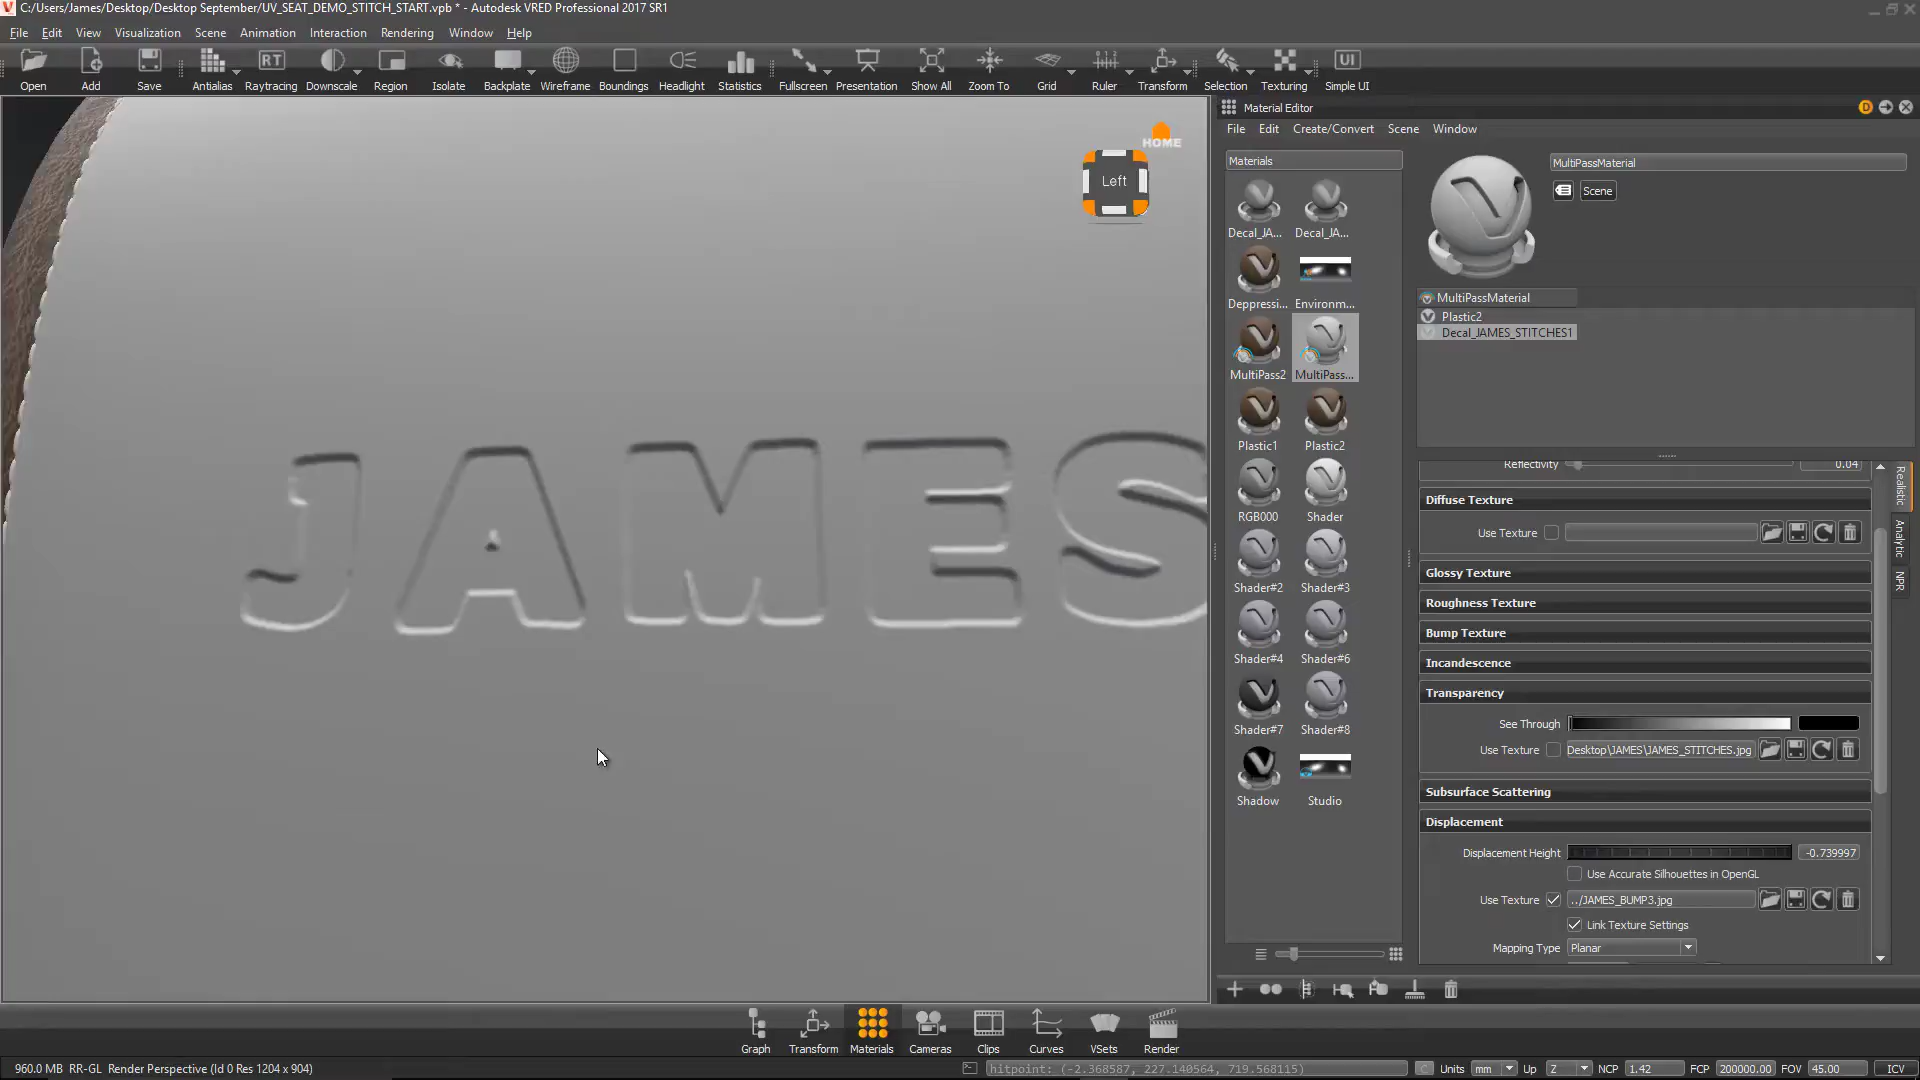 C:/Users/James/Desktop/Desktop September/UV_SEAT_DEMO_STITCH_START.vpb * - Autodesk VRED Professional 2017 SR1
File Edit View Visualization Scene Animation Interaction Rendering Window Help
Open Add Save Antialias Raytracing Downscale Region Isolate Backplate Wireframe Boundings Headlight Statistics Fullscreen Presentation Show All Zoom To Grid Ruler Transform Selection Texturing Simple UI
RT
UI
HOME
Left
JAMES
Material Editor
D
File Edit Create/Convert Scene Window
Materials
Decal_JA... Decal_JA...
Deppressi... Environm...
MultiPass2 MultiPass...
Plastic1 Plastic2
RGB000 Shader
Shader#2 Shader#3
Shader#4 Shader#6
Shader#7 Shader#8
Shadow Studio
MultiPassMaterial
Scene
MultiPassMaterial
Plastic2
Decal_JAMES_STITCHES1
Reflectivity 0.04
Diffuse Texture
Use Texture
Glossy Texture
Roughness Texture
Bump Texture
Incandescence
Transparency
See Through
Use Texture Desktop\JAMES\JAMES_STITCHES.jpg
Subsurface Scattering
Displacement
Displacement Height -0.739997
Use Accurate Silhouettes in OpenGL
Use Texture ../JAMES_BUMP3.jpg
Link Texture Settings
Mapping Type Planar
Realistic
Analytic
NPR
Graph Transform Materials Cameras Clips Curves VSets Render
960.0 MB RR-GL Render Perspective (Id 0 Res 1204 x 904)
hitpoint: (-2.368587, 227.140564, 719.568115)
Units mm Up Z NCP 1.42 FCP 200000.00 FOV 45.00 ICV